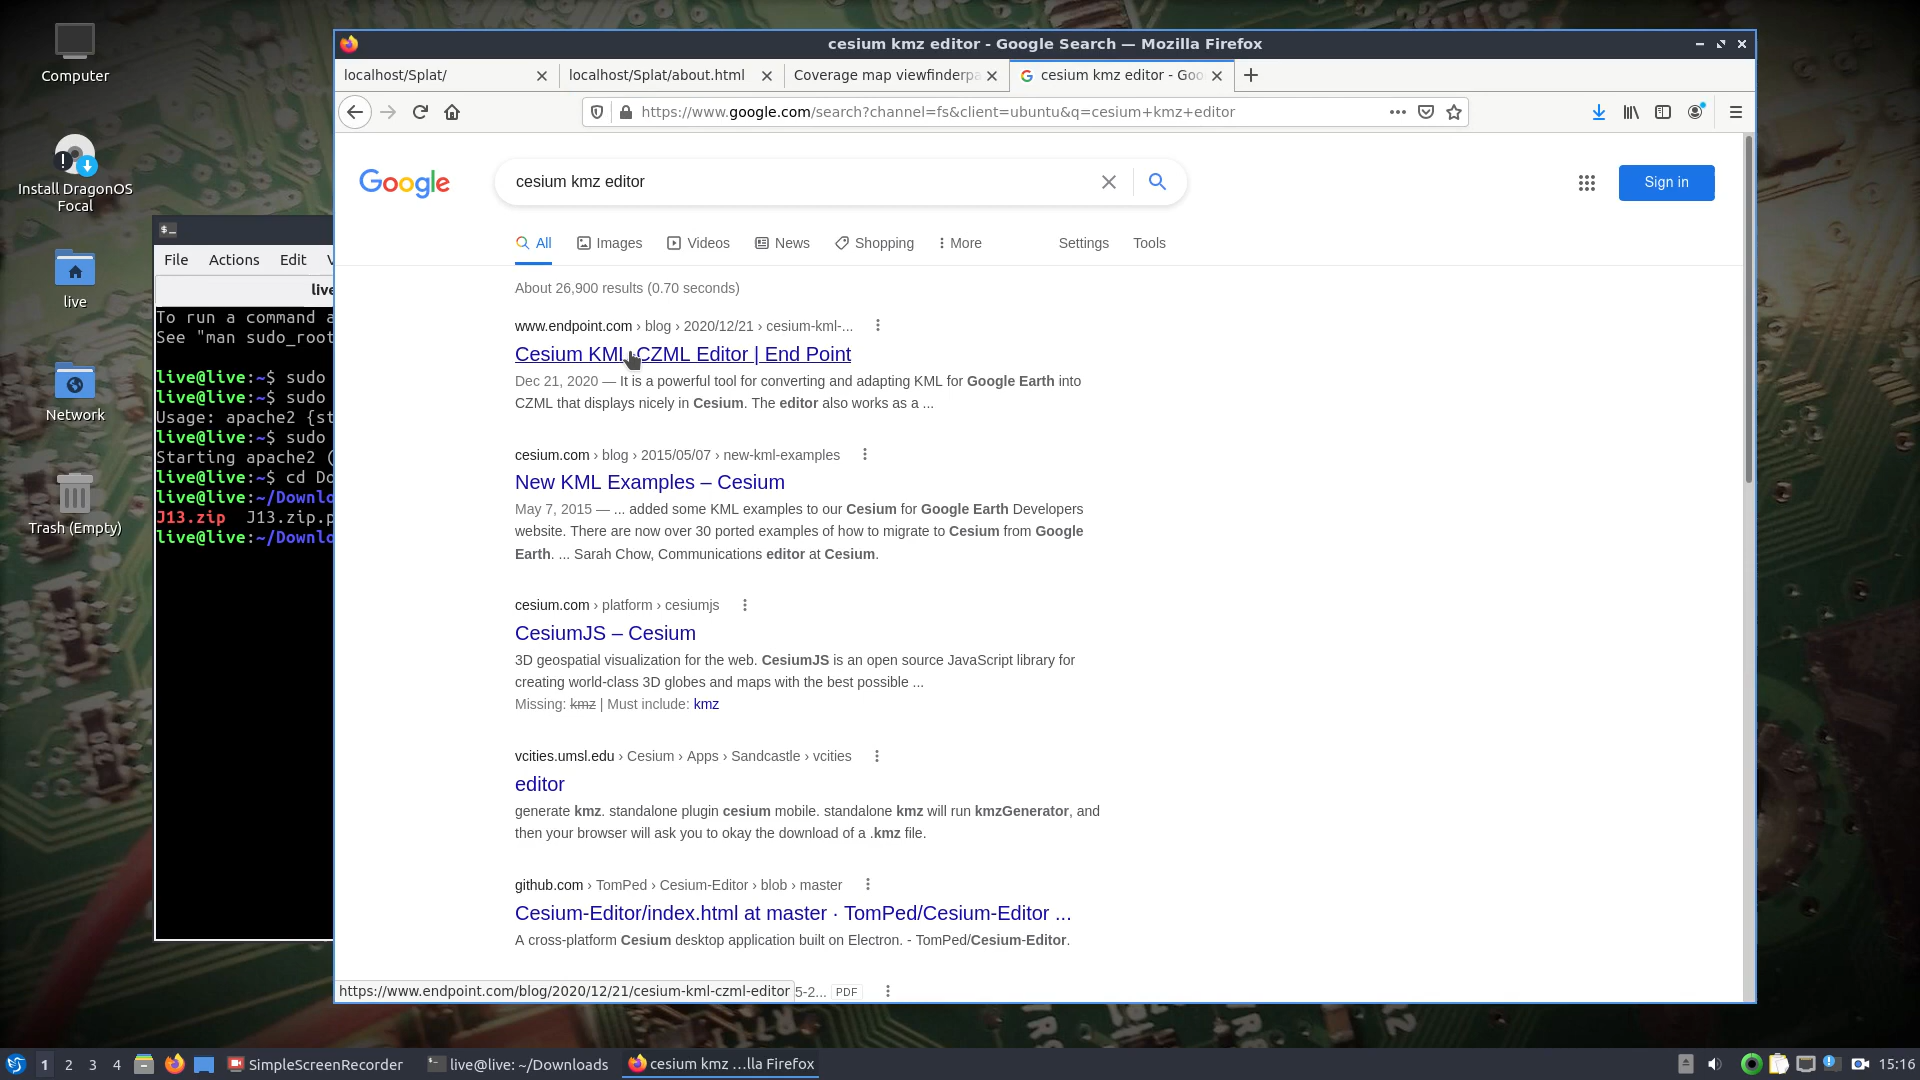 Computer
Install DragonOS
Focal
live
Network
Trash (Empty)
File Actions Edit
live
To run a command a
See "man sudo_root
live@live:~$ sudo
live@live:~$ sudo
Usage: apache2 {st
live@live:~$ sudo
Starting apache2 (
live@live:~$ cd Do
live@live:~/Downlo
J13.zip J13.zip.p
live@live:~/Downlo
cesium kmz editor - Google Search — Mozilla Firefox
localhost/Splat/ localhost/Splat/about.html Coverage map viewfinderpa cesium kmz editor - Goo
https://www.google.com/search?channel=fs&client=ubuntu&q=cesium+kmz+editor
Google cesium kmz editor Sign in
All Images Videos News Shopping More Settings Tools
About 26,900 results (0.70 seconds)
www.endpoint.com › blog › 2020/12/21 › cesium-kml-...
Cesium KML CZML Editor | End Point
Dec 21, 2020 — It is a powerful tool for converting and adapting KML for Google Earth into
CZML that displays nicely in Cesium. The editor also works as a ...
cesium.com › blog › 2015/05/07 › new-kml-examples
New KML Examples – Cesium
May 7, 2015 — ... added some KML examples to our Cesium for Google Earth Developers
website. There are now over 30 ported examples of how to migrate to Cesium from Google
Earth. ... Sarah Chow, Communications editor at Cesium.
cesium.com › platform › cesiumjs
CesiumJS – Cesium
3D geospatial visualization for the web. CesiumJS is an open source JavaScript library for
creating world-class 3D globes and maps with the best possible ...
Missing: kmz | Must include: kmz
vcities.umsl.edu › Cesium › Apps › Sandcastle › vcities
editor
generate kmz. standalone plugin cesium mobile. standalone kmz will run kmzGenerator, and
then your browser will ask you to okay the download of a .kmz file.
github.com › TomPed › Cesium-Editor › blob › master
Cesium-Editor/index.html at master · TomPed/Cesium-Editor ...
A cross-platform Cesium desktop application built on Electron. - TomPed/Cesium-Editor.
https://www.endpoint.com/blog/2020/12/21/cesium-kml-czml-editor 5-2... PDF
1 2 3 4 SimpleScreenRecorder live@live: ~/Downloads cesium kmz ...lla Firefox 15:16